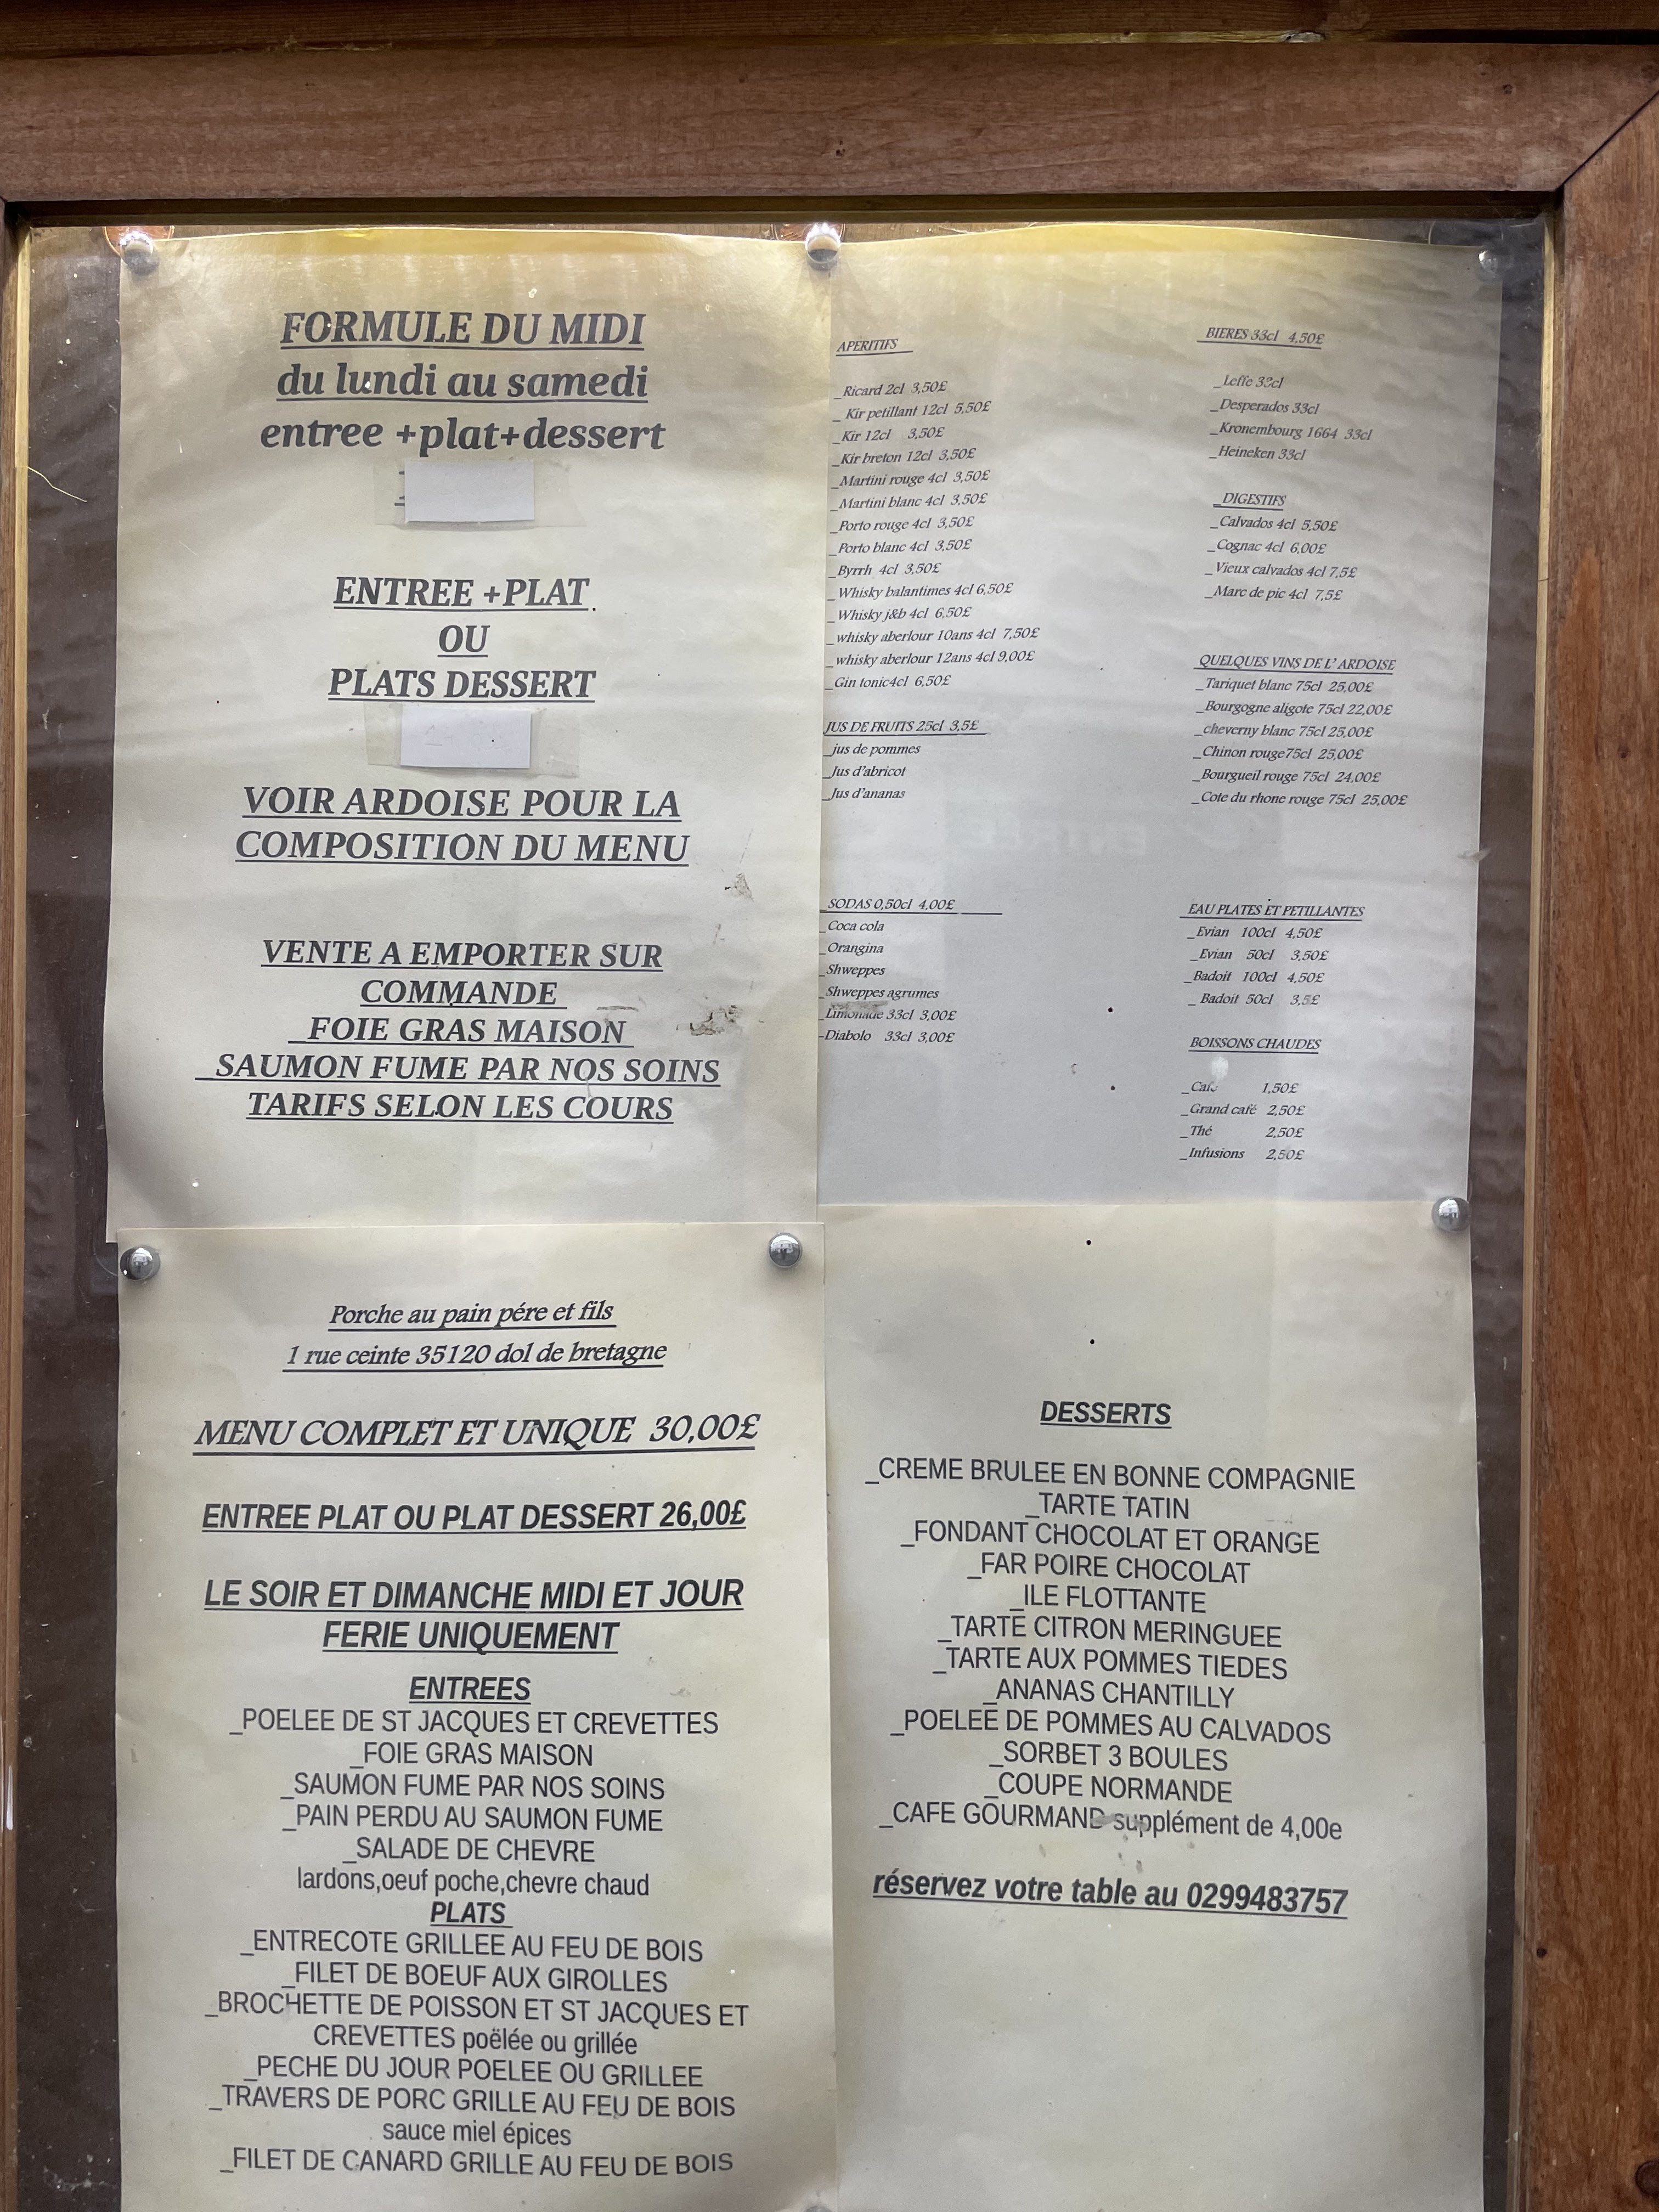 FORMULE DU MIDI
du lundi au samedi
entree +plat+dessert
ENTREE +PLAT
OU
PLATS DESSERT
VOIR ARDOISE POUR LA
COMPOSITION DU MENU
VENTE A EMPORTER SUR
COMMANDE
_FOIE GRAS MAISON
_SAUMON FUME PAR NOS SOINS
TARIFS SELON LES COURS
APERITIFS
_Ricard 2cl 3,50£
_ Kir petillant 12cl 5,50£
_Kir 12cl 3,50£
_Kir breton 12cl 3,50£
_Martini rouge 4cl 3,50£
_Martini blanc 4cl 3,50£
_Porto rouge 4cl 3,50£
_Porto blanc 4cl 3,50£
_Byrrh 4cl 3,50£
_Whisky balantimes 4cl 6,50£
_Whisky j&b 4cl 6,50£
_whisky aberlour 10ans 4cl 7,50£
_whisky aberlour 12ans 4cl 9,00£
_Gin tonic4cl 6,50£
JUS DE FRUITS 25cl 3,5£
_jus de pommes
_Jus d'abricot
_Jus d'ananas
_SODAS 0,50cl 4,00£
_Coca cola
_Orangina
_Shweppes
_Shweppes agrumes
_Limonade 33cl 3,00£
-Diabolo 33cl 3,00£
BIERES 33cl 4,50£
_Leffe 33cl
_Desperados 33cl
_Kronembourg 1664 33cl
_Heineken 33cl
_DIGESTIFS
_Calvados 4cl 5,50£
_Cognac 4cl 6,00£
_Vieux calvados 4cl 7,5£
_Marc de pic 4cl 7,5£
QUELQUES VINS DE L' ARDOISE
_Tariquet blanc 75cl 25,00£
_Bourgogne aligote 75cl 22,00£
_cheverny blanc 75cl 25,00£
_Chinon rouge75cl 25,00£
_Bourgueil rouge 75cl 24,00£
_Cote du rhone rouge 75cl 25,00£
EAU PLATES ET PETILLANTES
_Evian 100cl 4,50£
_Evian 50cl 3,50£
_Badoit 100cl 4,50£
_ Badoit 50cl 3,5£
BOISSONS CHAUDES
_Café 1,50£
_Grand café 2,50£
_Thé 2,50£
_Infusions 2,50£
Porche au pain pére et fils
1 rue ceinte 35120 dol de bretagne
MENU COMPLET ET UNIQUE 30,00£
ENTREE PLAT OU PLAT DESSERT 26,00£
LE SOIR ET DIMANCHE MIDI ET JOUR
FERIE UNIQUEMENT
ENTREES
_POELEE DE ST JACQUES ET CREVETTES
_FOIE GRAS MAISON
_SAUMON FUME PAR NOS SOINS
_PAIN PERDU AU SAUMON FUME
_SALADE DE CHEVRE
lardons,oeuf poche,chevre chaud
PLATS
_ENTRECOTE GRILLEE AU FEU DE BOIS
_FILET DE BOEUF AUX GIROLLES
_BROCHETTE DE POISSON ET ST JACQUES ET
CREVETTES poëlée ou grillée
_PECHE DU JOUR POELEE OU GRILLEE
_TRAVERS DE PORC GRILLE AU FEU DE BOIS
sauce miel épices
_FILET DE CANARD GRILLE AU FEU DE BOIS
DESSERTS
_CREME BRULEE EN BONNE COMPAGNIE
_TARTE TATIN
_FONDANT CHOCOLAT ET ORANGE
_FAR POIRE CHOCOLAT
_ILE FLOTTANTE
_TARTE CITRON MERINGUEE
_TARTE AUX POMMES TIEDES
_ANANAS CHANTILLY
_POELEE DE POMMES AU CALVADOS
_SORBET 3 BOULES
_COUPE NORMANDE
_CAFE GOURMAND supplément de 4,00e
réservez votre table au 0299483757